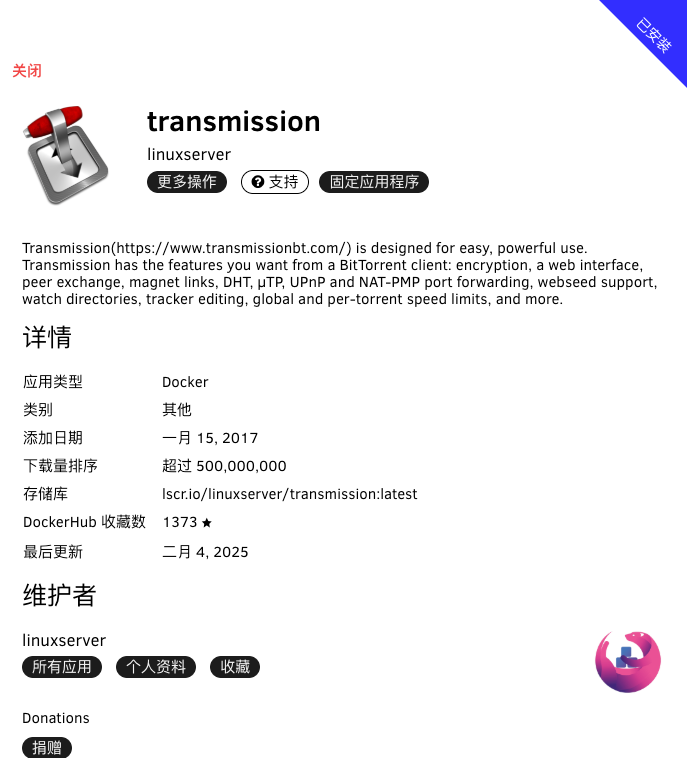 已安装
关闭
transmission
linuxserver
更多操作 支持 固定应用程序
Transmission(https://www.transmissionbt.com/) is designed for easy, powerful use.
Transmission has the features you want from a BitTorrent client: encryption, a web interface,
peer exchange, magnet links, DHT, µTP, UPnP and NAT-PMP port forwarding, webseed support,
watch directories, tracker editing, global and per-torrent speed limits, and more.
详情
应用类型 Docker
类别 其他
添加日期 一月 15, 2017
下载量排序 超过 500,000,000
存储库 lscr.io/linuxserver/transmission:latest
DockerHub 收藏数 1373 ★
最后更新 二月 4, 2025
维护者
linuxserver
所有应用 个人资料 收藏
Donations
捐赠